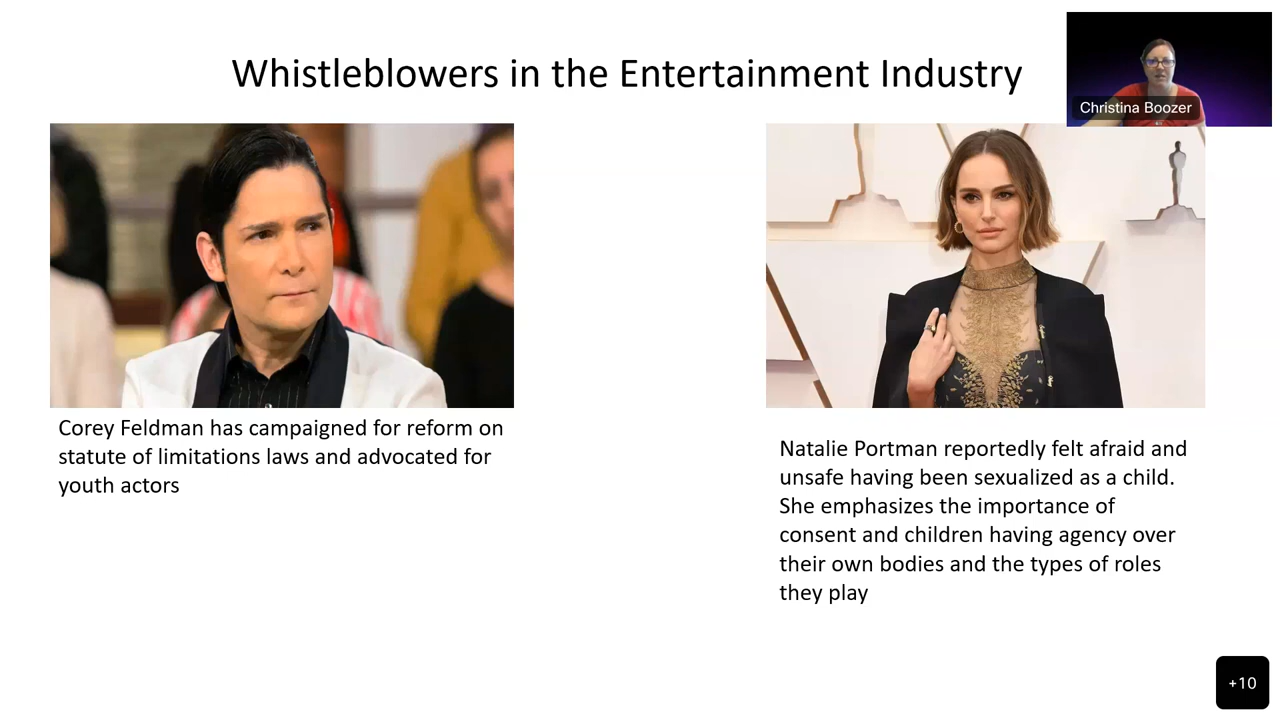 Whistleblowers in the Entertainment Industry
Christina Boozer
Corey Feldman has campaigned for reform on
statute of limitations laws and advocated for
youth actors
Natalie Portman reportedly felt afraid and
unsafe having been sexualized as a child.
She emphasizes the importance of
consent and children having agency over
their own bodies and the types of roles
they play
+10